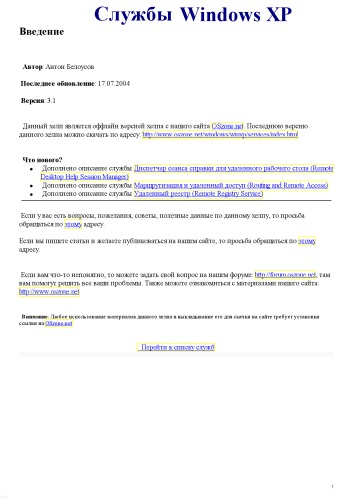 Службы Windows XP
Введение
Автор: Антон Белоусов
Последнее обновление: 17.07.2004
Версия: 3.1
Данный хелп является оффлайн версией хелпа с нашего сайта OSzone.net. Последнюю версию
данного хелпа можно скачать по адресу: http://www.oszone.net/windows/winxp/services/index.html
Что нового?
● Дополнено описание службы Диспетчер сеанса справки для удаленного рабочего стола (Remote
Desktop Help Session Manager)
● Дополнено описание службы Маршрутизация и удаленный доступ (Routing and Remote Access)
● Дополнено описание службы Удаленный реестр (Remote Registry Service)
Если у вас есть вопросы, пожелания, советы, полезные данные по данному хелпу, то просьба
обращаться по этому адресу.
Если вы пишете статьи и желаете публиковаться на нашем сайте, то просьба обращаться по этому
адресу.
Если вам что-то непонятно, то можете задать свой вопрос на нашем форуме: http://forum.oszone.net, там
вам помогут решить все ваши проблемы. Также можете ознакомиться с материалами нашего сайта:
http://www.oszone.net
Внимание: Любое использование материалов данного хелпа и выкладывание его для скачки на сайте требует установки
ссылки на OSzone.net
Перейти к списку служб
1